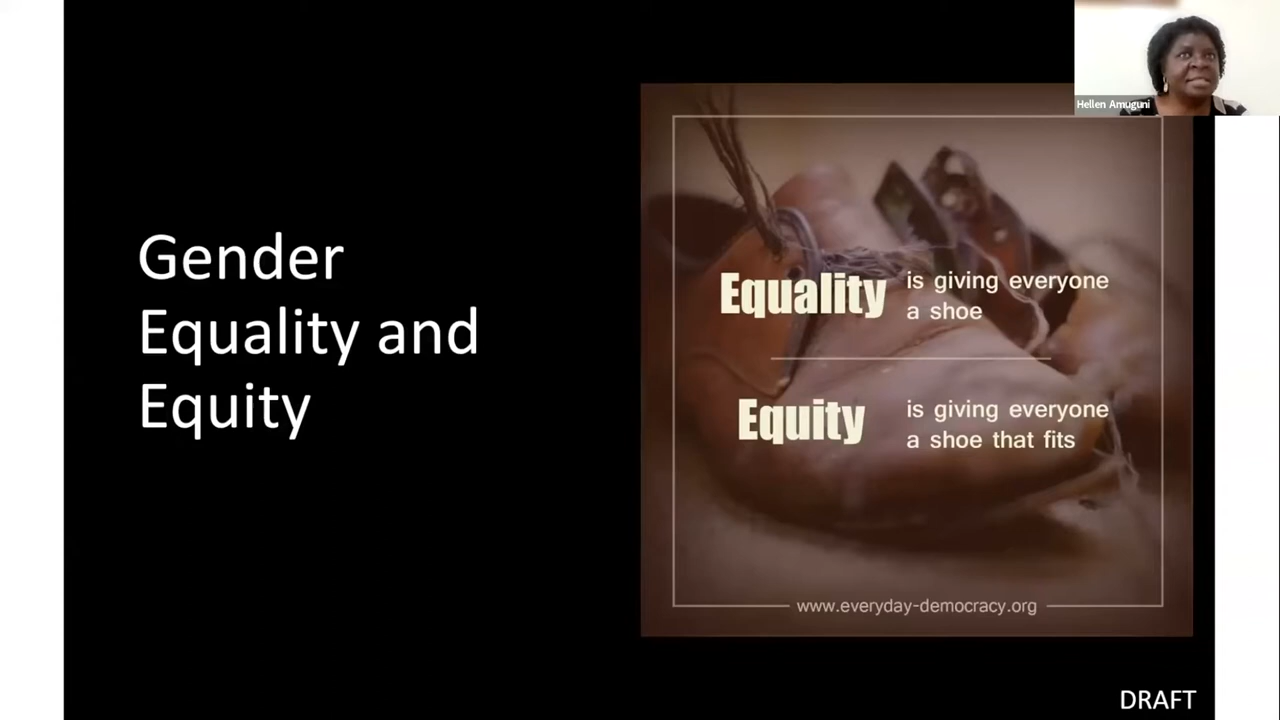 Hellen Amuguni
Gender
Equality and
Equity
Equality is giving everyone
a shoe
Equity is giving everyone
a shoe that fits
www.everyday-democracy.org
DRAFT